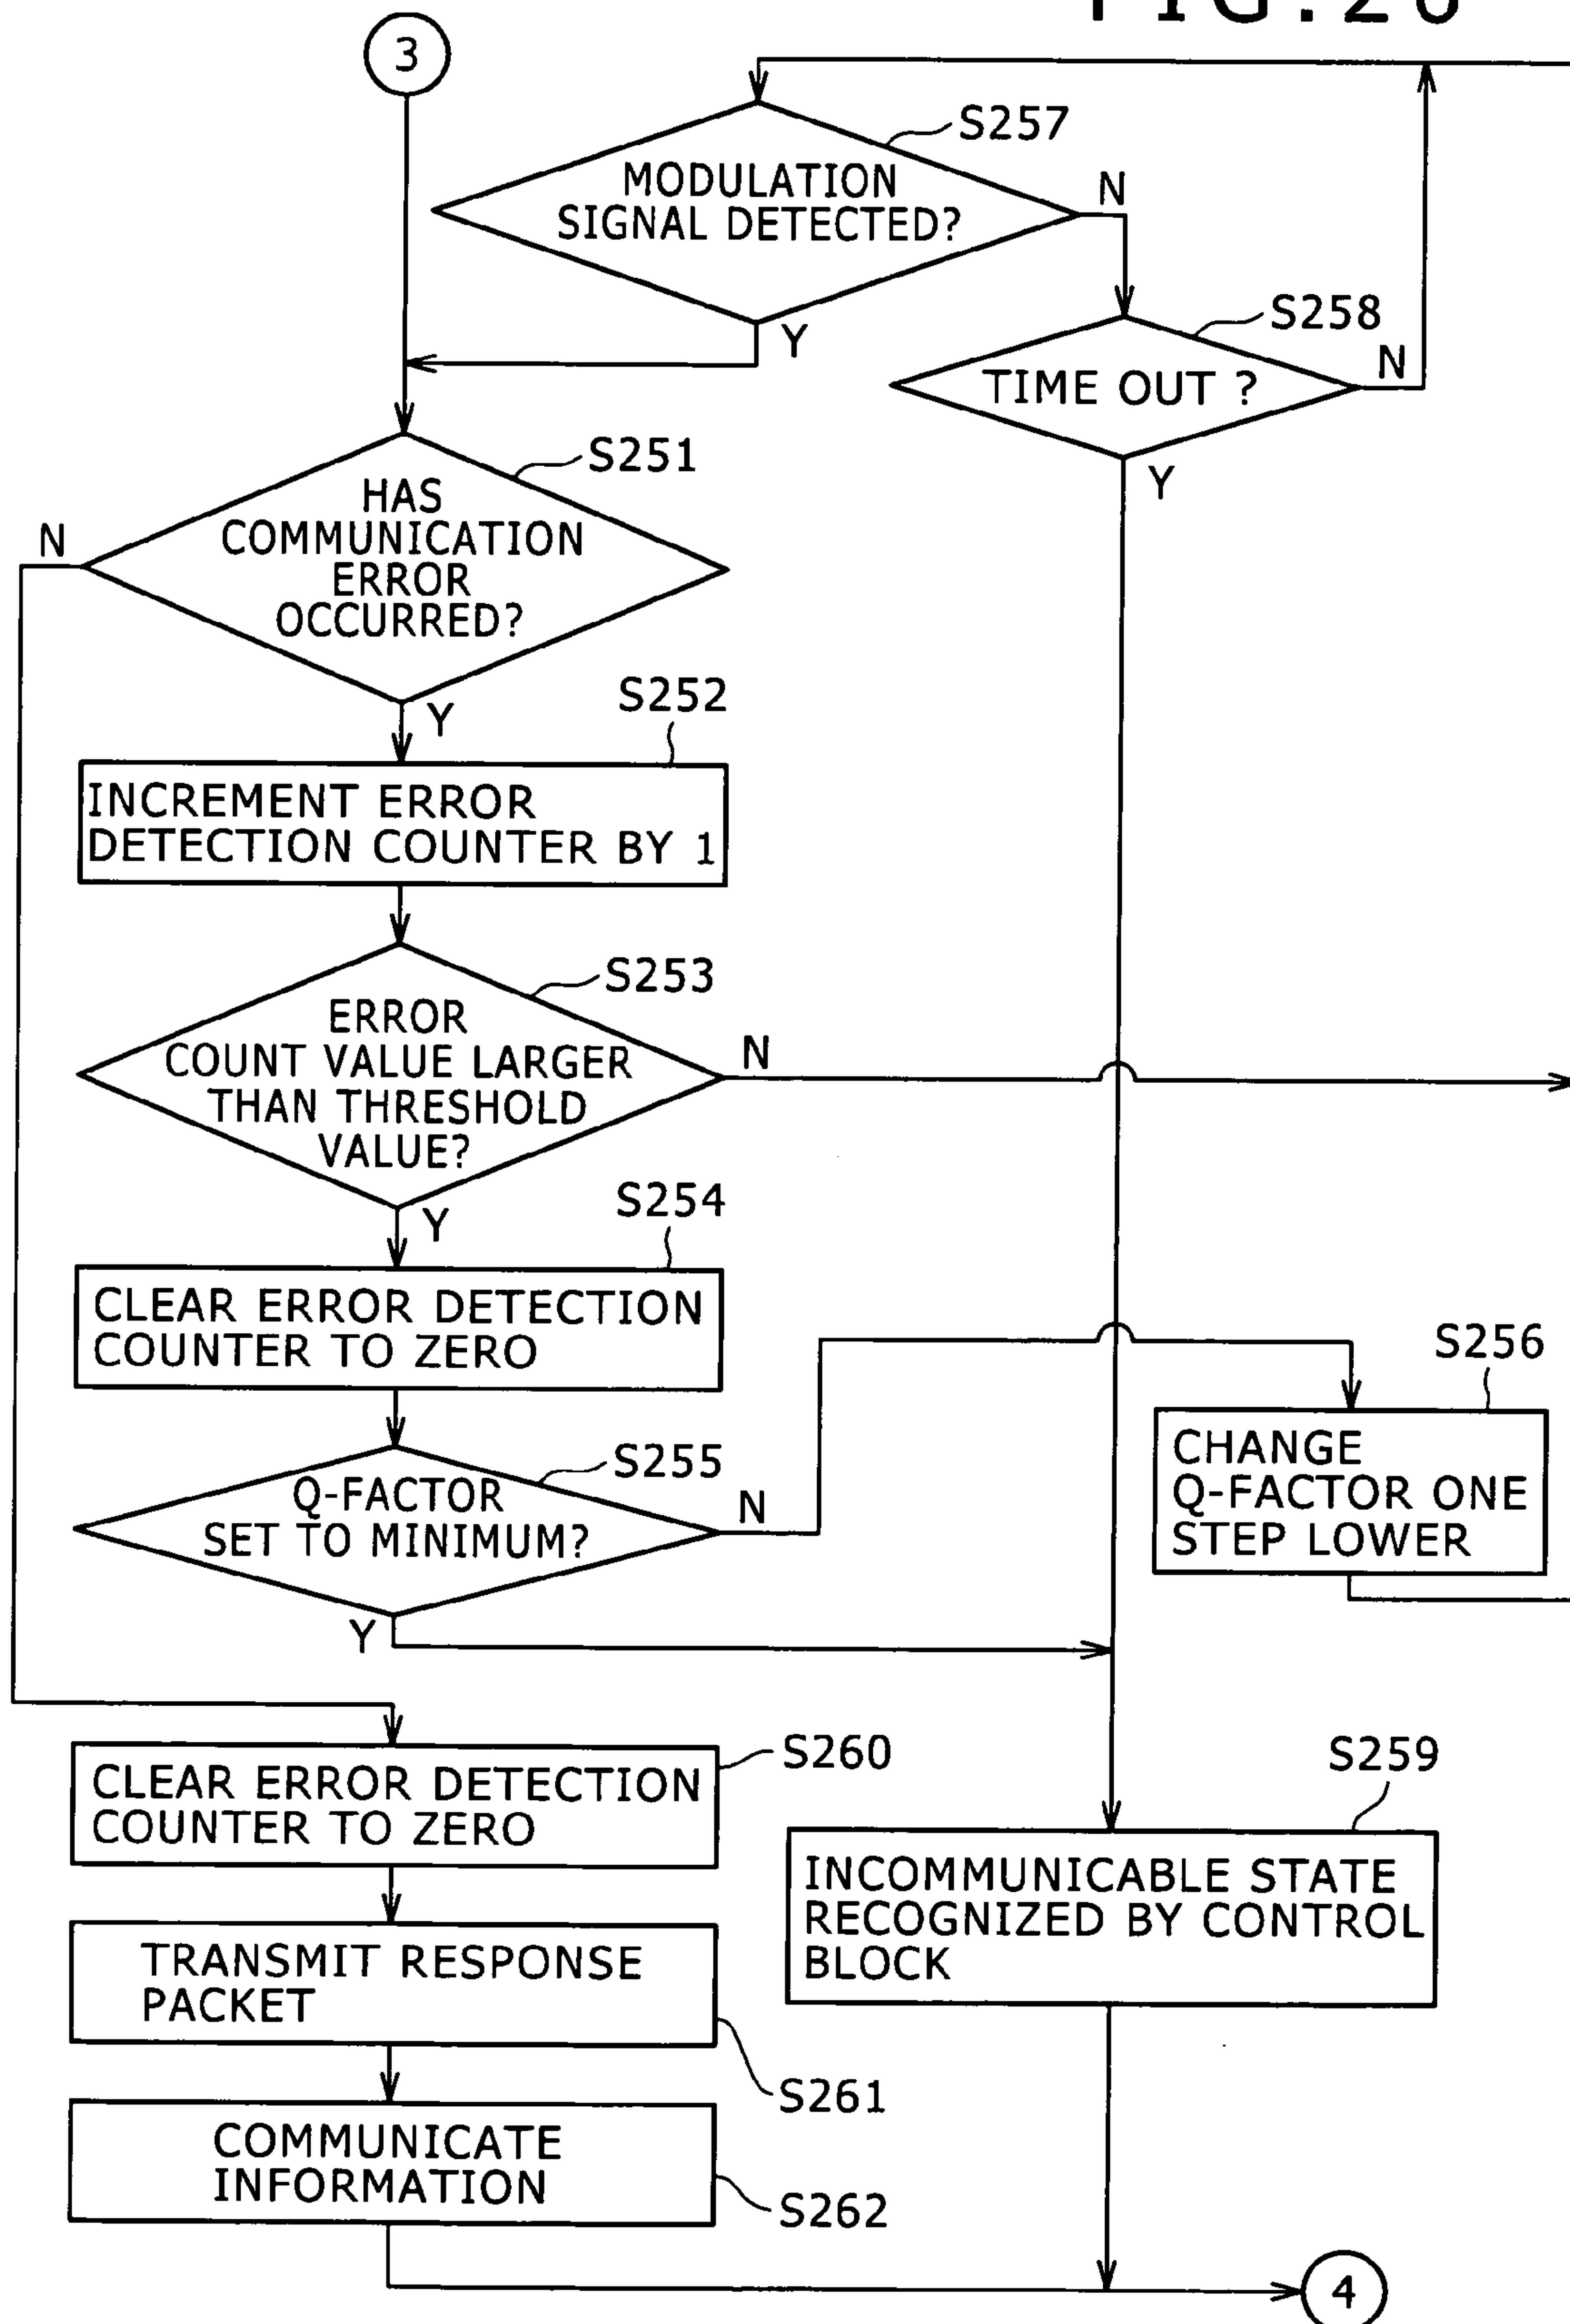 FIG.26
3
S257
MODULATION
SIGNAL DETECTED?
N
Y
S258
TIME OUT ?
N
Y
S251
HAS
COMMUNICATION
ERROR
OCCURRED?
N
Y
S252
INCREMENT ERROR
DETECTION COUNTER BY 1
S253
ERROR
COUNT VALUE LARGER
THAN THRESHOLD
VALUE?
N
Y
S254
CLEAR ERROR DETECTION
COUNTER TO ZERO
S255
Q-FACTOR
SET TO MINIMUM?
N
Y
S256
CHANGE
Q-FACTOR ONE
STEP LOWER
S260
CLEAR ERROR DETECTION
COUNTER TO ZERO
S259
INCOMMUNICABLE STATE
RECOGNIZED BY CONTROL
BLOCK
TRANSMIT RESPONSE
PACKET
S261
COMMUNICATE
INFORMATION
S262
4